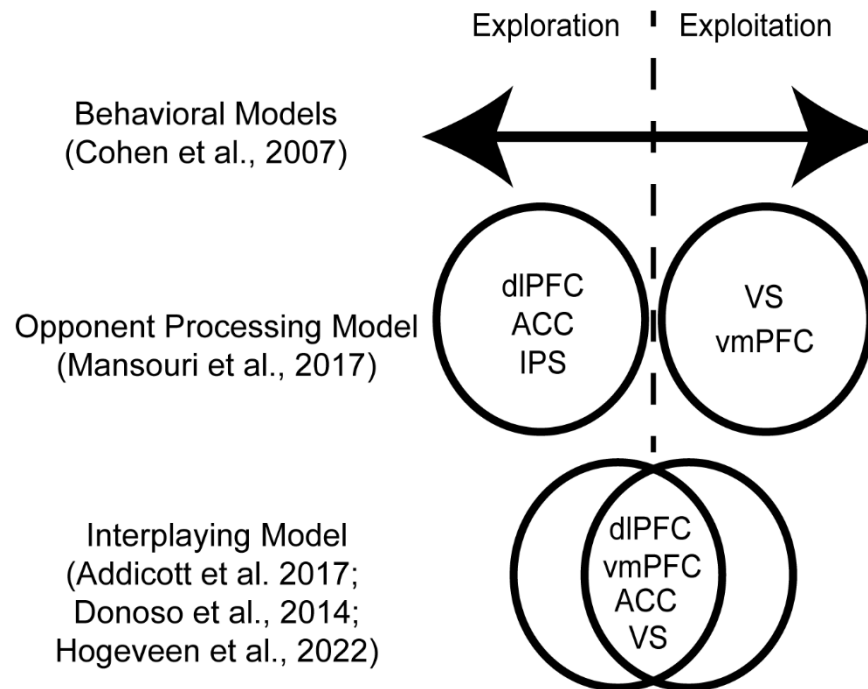 Exploration
Exploitation
Behavioral Models
(Cohen et al., 2007)
Opponent Processing Model
(Mansouri et al., 2017)
dlPFC
ACC
IPS
VS
vmPFC
Interplaying Model
(Addicott et al. 2017;
Donoso et al., 2014;
Hogeveen et al., 2022)
dlPFC
vmPFC
ACC
VS